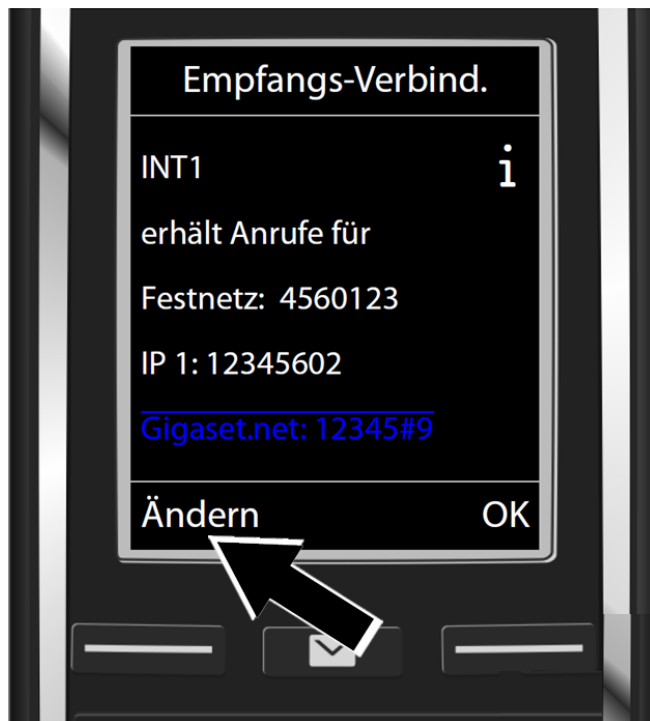 Empfangs-Verbind.
INT1 i
erhält Anrufe für
Festnetz: 4560123
IP 1: 12345602
Gigaset.net: 12345#9
Ändern OK